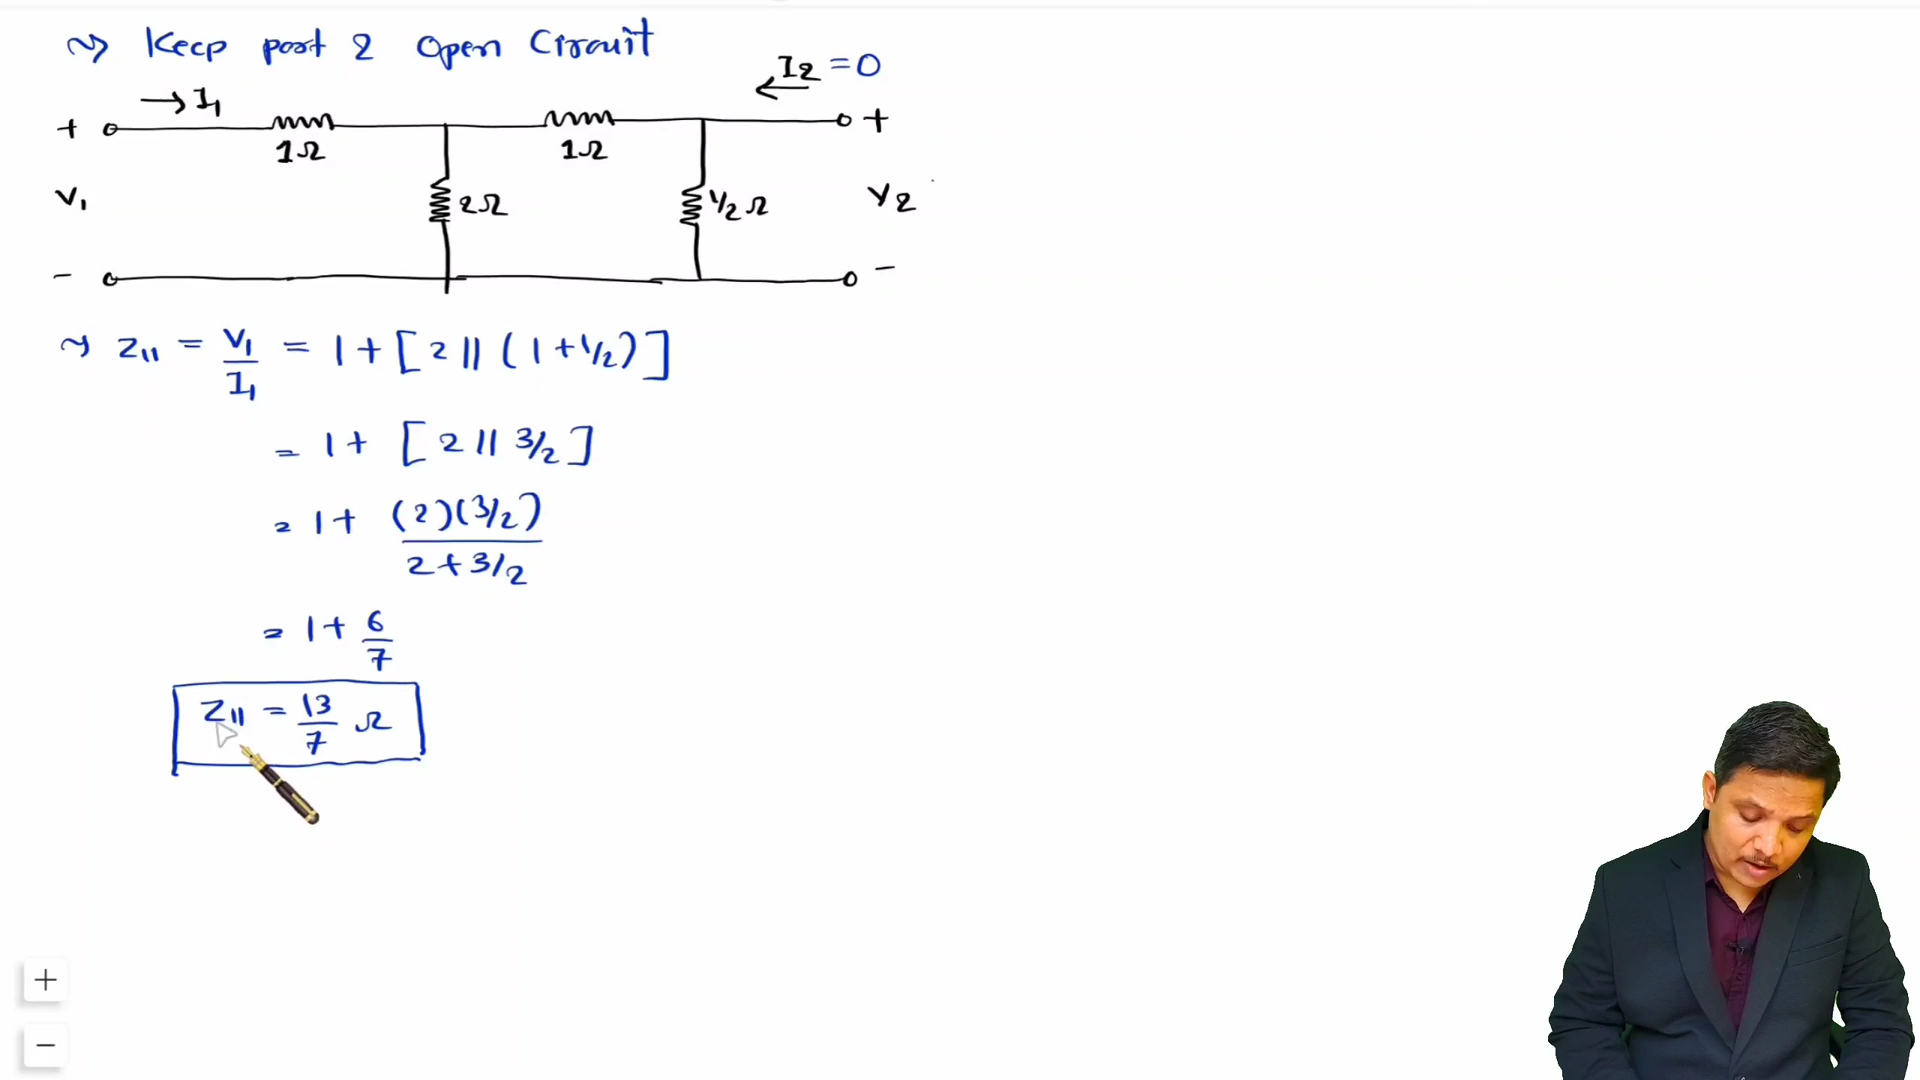 ~> Keep port 2 Open Circuit
→ I₁
← I₂ = 0
+ 1Ω 1Ω +
V₁ 2Ω 1/2 Ω V₂
- -
~> Z₁₁ = V₁/I₁ = 1 + [2 || (1 + 1/2)]
= 1 + [2 || 3/2]
= 1 + (2)(3/2) / 2 + 3/2
= 1 + 6/7
Z₁₁ = 13/7 Ω
+
−